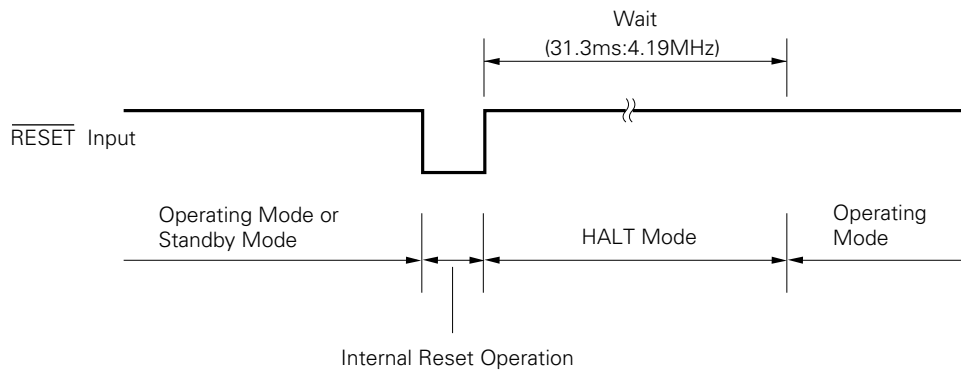 Wait
(31.3ms:4.19MHz)
RESET Input
Operating Mode or
Standby Mode
HALT Mode
Operating
Mode
Internal Reset Operation